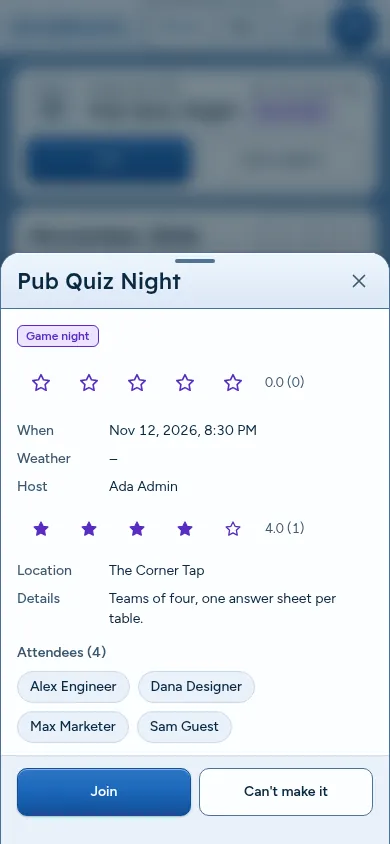 Pub Quiz Night
Game night
0.0 (0)
When Nov 12, 2026, 8:30 PM
Weather –
Host Ada Admin
4.0 (1)
Location The Corner Tap
Details Teams of four, one answer sheet per
table.
Attendees (4)
Alex Engineer Dana Designer
Max Marketer Sam Guest
Join Can't make it